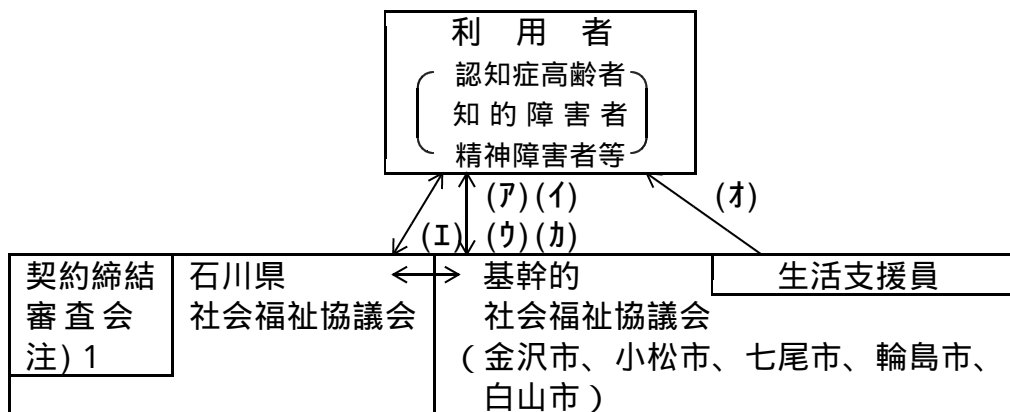 利用者
認知症高齢者
知的障害者
精神障害者等
(ｱ)(ｲ)
(ｵ)
(ｴ)
(ｳ)(ｶ)
契約締結
審査会
注)1
石川県
社会福祉協議会
基幹的
社会福祉協議会
(金沢市、小松市、七尾市、輪島市、
白山市)
生活支援員